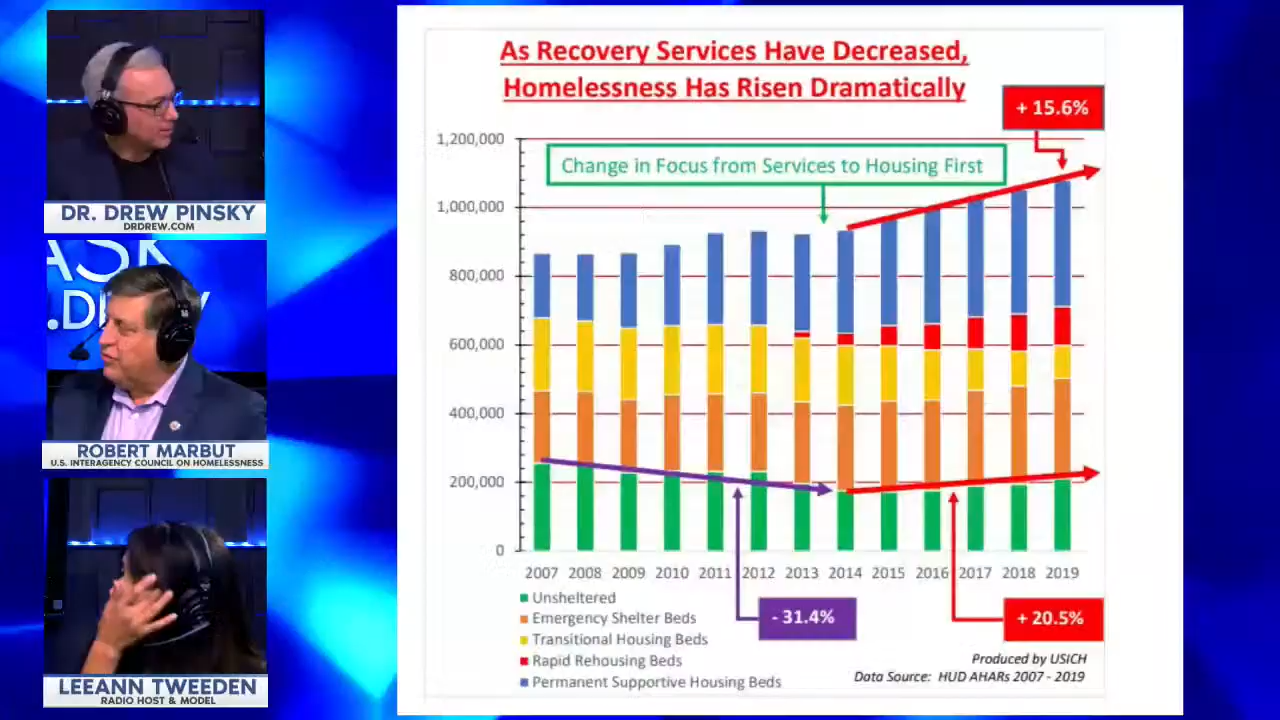 DR. DREW PINSKY
DRDREW.COM
ASK
ROBERT MARBUT
U.S. INTERAGENCY COUNCIL ON HOMELESSNESS
LEEANN TWEEDEN
RADIO HOST & MODEL
As Recovery Services Have Decreased,
Homelessness Has Risen Dramatically
+ 15.6%
Change in Focus from Services to Housing First
1,200,000
1,000,000
800,000
600,000
400,000
200,000
0
2007 2008 2009 2010 2011 2012 2013 2014 2015 2016 2017 2018 2019
Unsheltered
Emergency Shelter Beds
Transitional Housing Beds
Rapid Rehousing Beds
Permanent Supportive Housing Beds
- 31.4%
+ 20.5%
Produced by USICH
Data Source: HUD AHARs 2007 - 2019